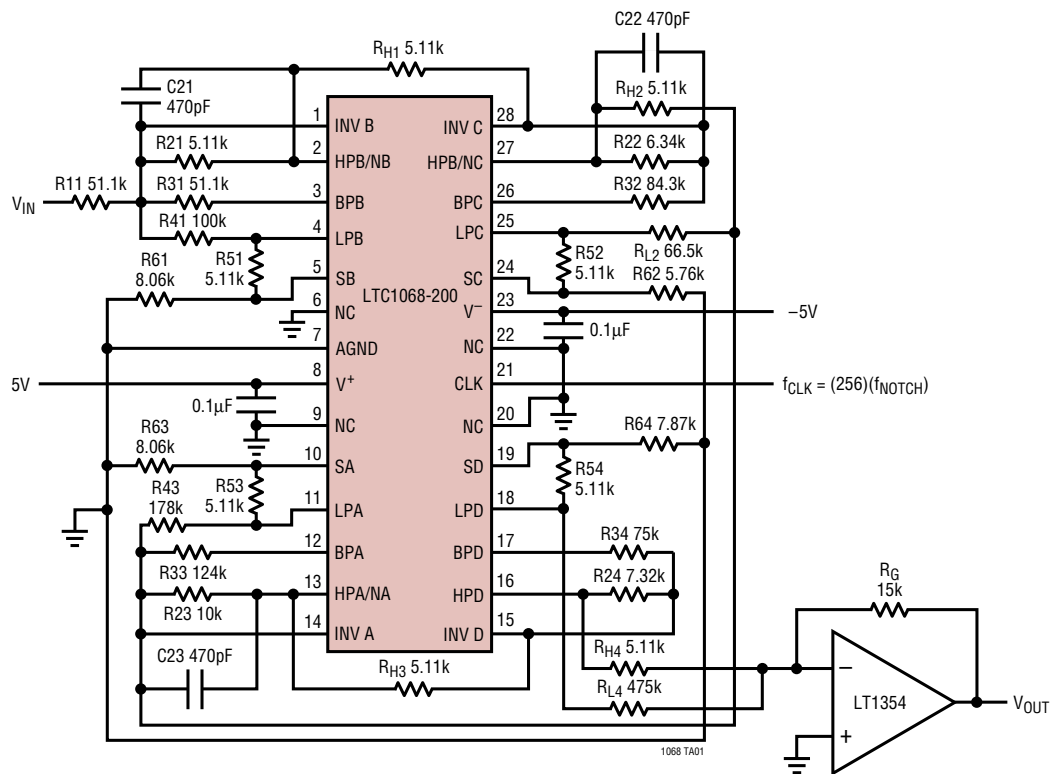 C22 470pF
RH1 5.11k
C21
470pF
RH2 5.11k
1
INV B
INV C
28
R21 5.11k
2
HPB/NB
HPB/NC
27
R22 6.34k
R11 51.1k
R31 51.1k
3
BPB
BPC
26
R32 84.3k
VIN
R41 100k
4
LPB
LPC
25
RL2 66.5k
R61
8.06k
R51
5.11k
5
SB
LTC1068-200
SC
24
R52
5.11k
R62 5.76k
6
NC
V–
23
–5V
7
AGND
NC
22
0.1µF
5V
8
V+
CLK
21
fCLK = (256)(fNOTCH)
0.1µF
9
NC
NC
20
R63
8.06k
10
SA
SD
19
R64 7.87k
R43
178k
R53
5.11k
11
LPA
LPD
18
R54
5.11k
12
BPA
BPD
17
R34 75k
R33 124k
13
HPA/NA
HPD
16
R24 7.32k
R23 10k
14
INV A
INV D
15
RG
15k
C23 470pF
RH3 5.11k
RH4 5.11k
RL4 475k
–
+
LT1354
VOUT
1068 TA01